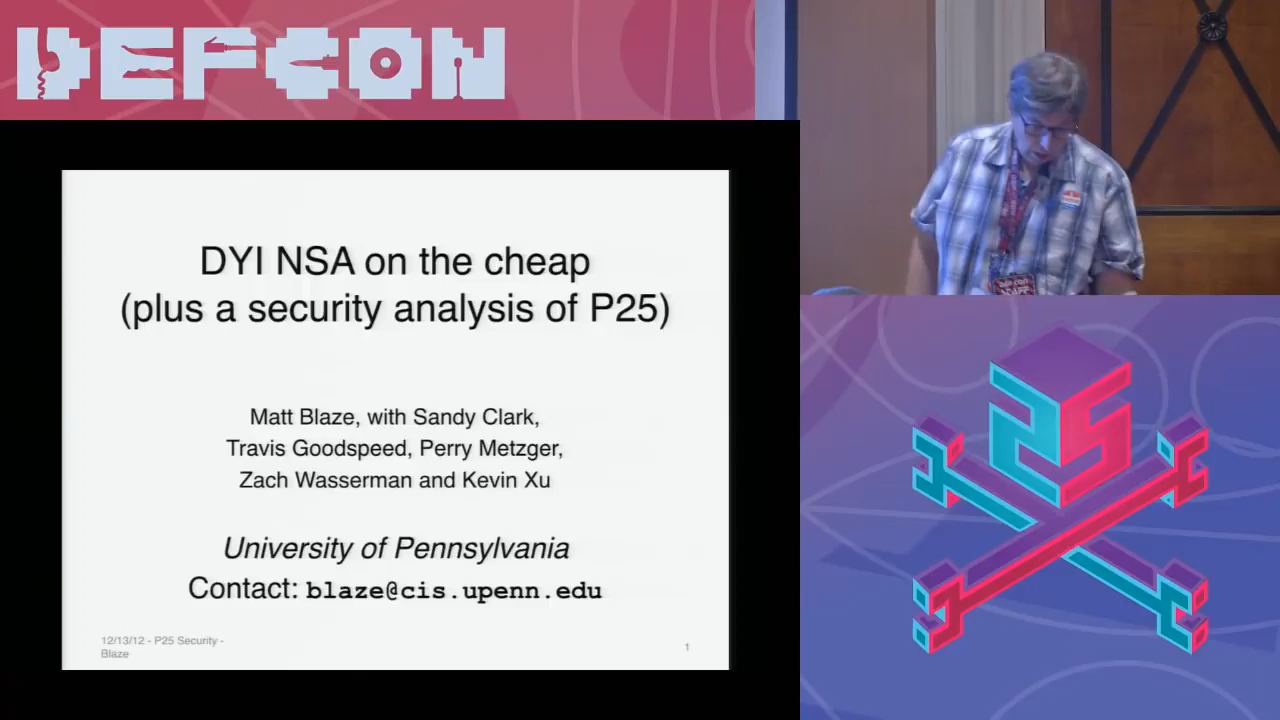 DEFCON
DYI NSA on the cheap
(plus a security analysis of P25)
Matt Blaze, with Sandy Clark,
Travis Goodspeed, Perry Metzger,
Zach Wasserman and Kevin Xu
University of Pennsylvania
Contact: blaze@cis.upenn.edu
12/13/12 - P25 Security -
Blaze
1
25